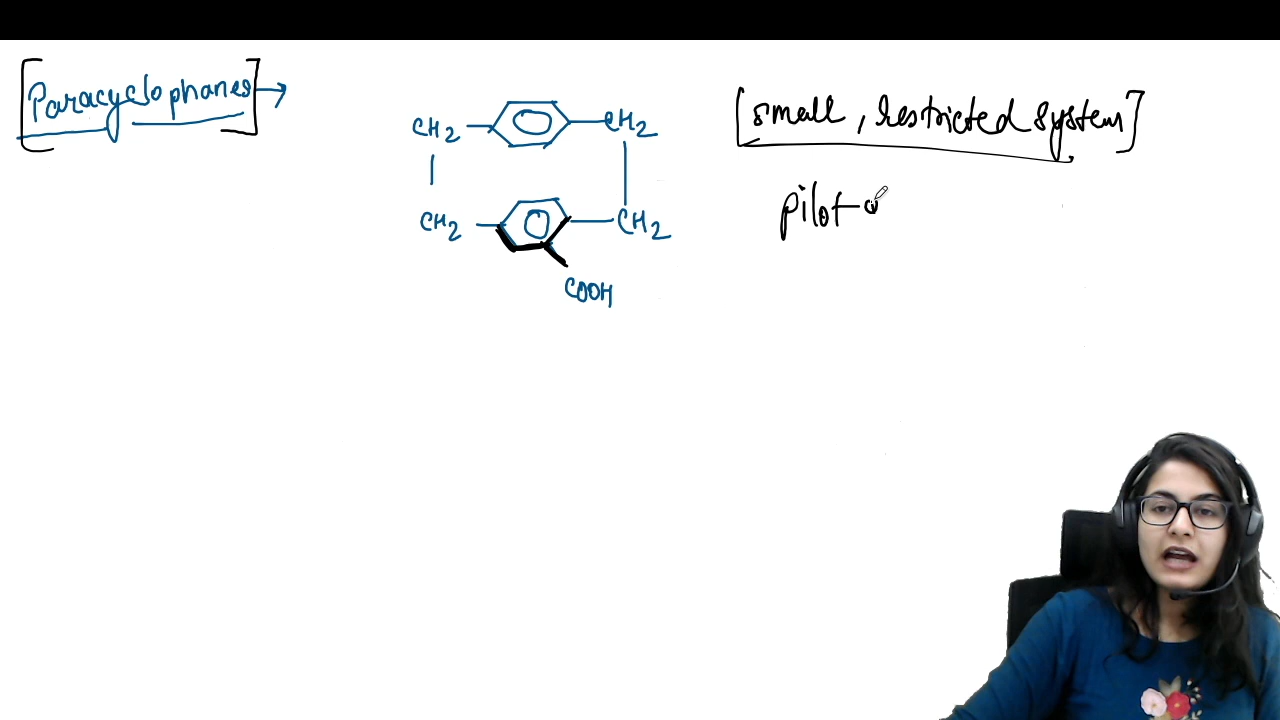 [Paracyclophanes] →
[small, restricted system]
CH2 CH2
pilot a
CH2 CH2
COOH